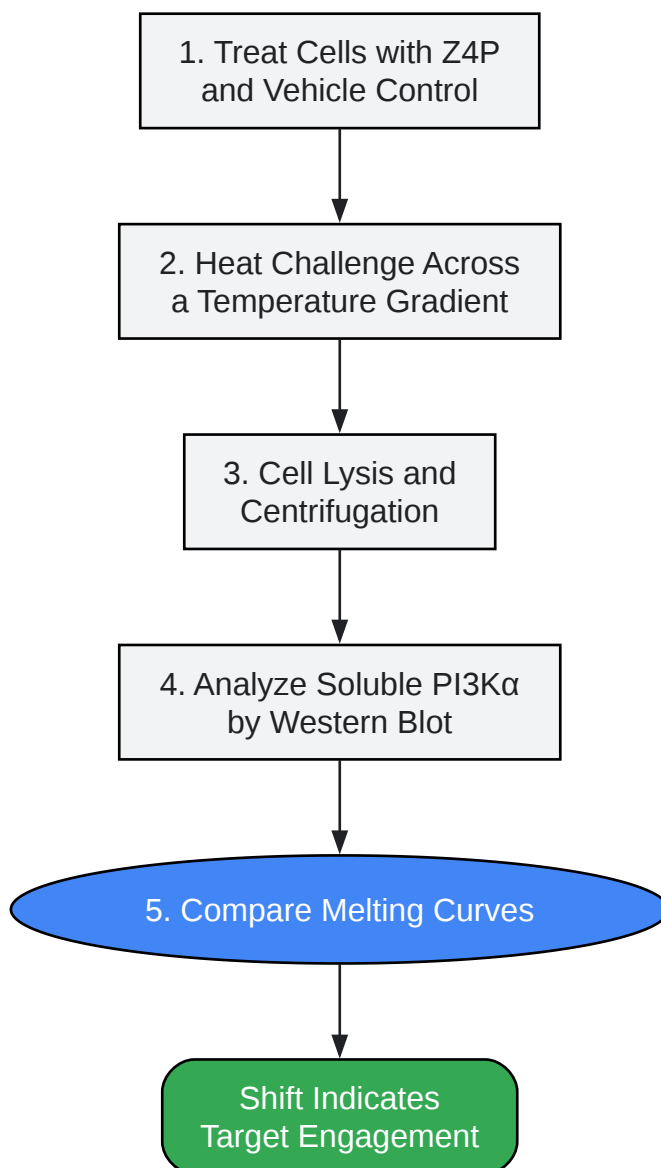 1. Treat Cells with Z4P
and Vehicle Control
2. Heat Challenge Across
a Temperature Gradient
3. Cell Lysis and
Centrifugation
4. Analyze Soluble PI3Kα
by Western Blot
5. Compare Melting Curves
Shift Indicates
Target Engagement